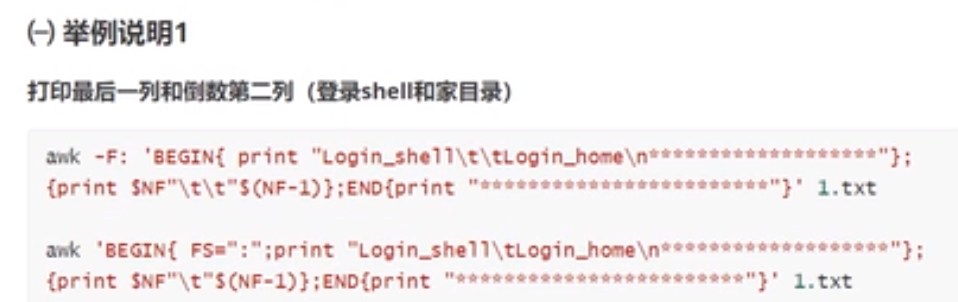 ㈠ 举例说明1
打印最后一列和倒数第二列（登录shell和家目录）
awk -F: 'BEGIN{ print "Login_shell\t\tLogin_home\n*******************"};
{print $NF"\t\t"$(NF-1)};END{print "************************"}' 1.txt
awk 'BEGIN{ FS=":";print "Login_shell\tLogin_home\n*******************"};
{print $NF"\t"$(NF-1)};END{print "************************"}' 1.txt